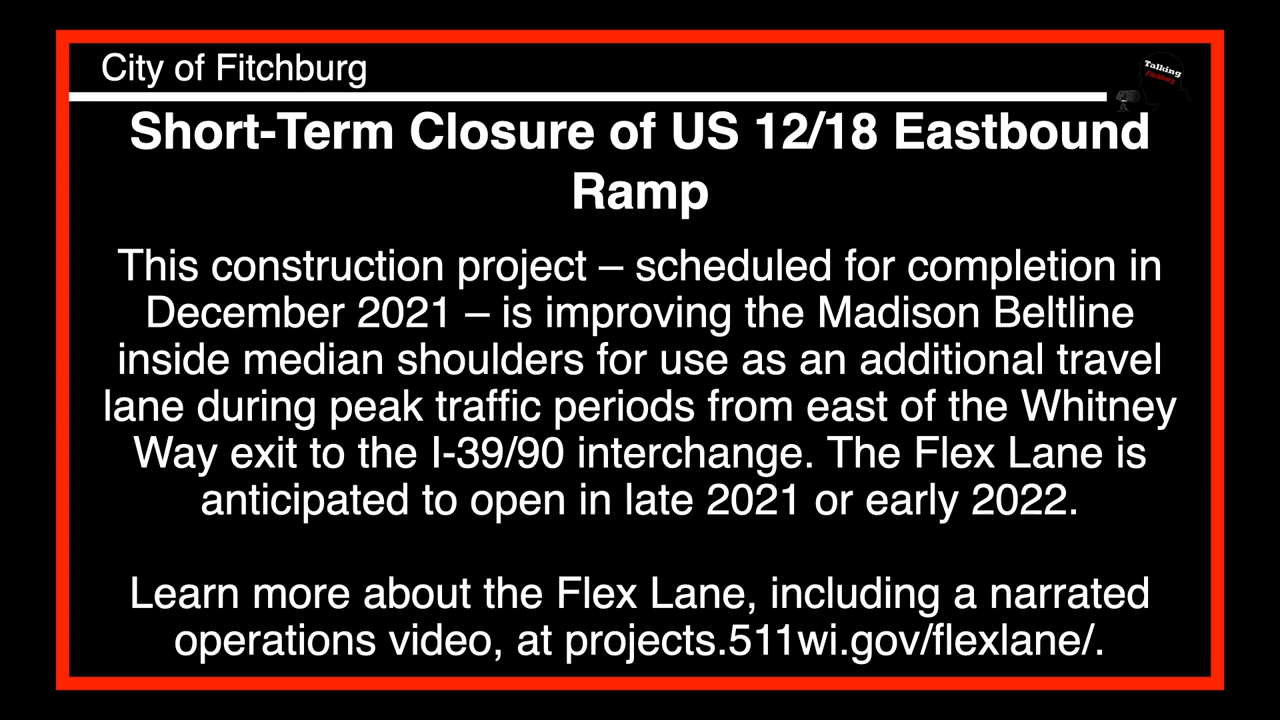 City of Fitchburg
Talking
Fitchburg
Short-Term Closure of US 12/18 Eastbound
Ramp
This construction project – scheduled for completion in
December 2021 – is improving the Madison Beltline
inside median shoulders for use as an additional travel
lane during peak traffic periods from east of the Whitney
Way exit to the I-39/90 interchange. The Flex Lane is
anticipated to open in late 2021 or early 2022.
Learn more about the Flex Lane, including a narrated
operations video, at projects.511wi.gov/flexlane/.